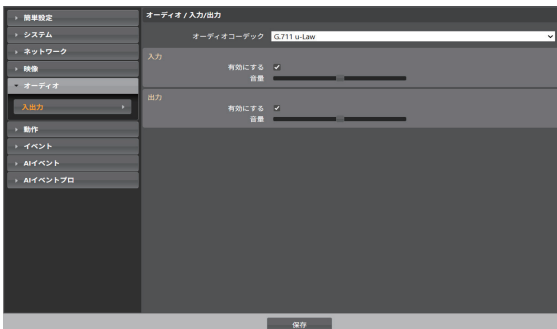 簡単設定
システム
ネットワーク
映像
オーディオ
入出力
動作
イベント
AIイベント
AIイベントプロ
オーディオ / 入力/出力
オーディオコーデック G.711 u-Law
入力
有効にする
音量
出力
有効にする
音量
保存